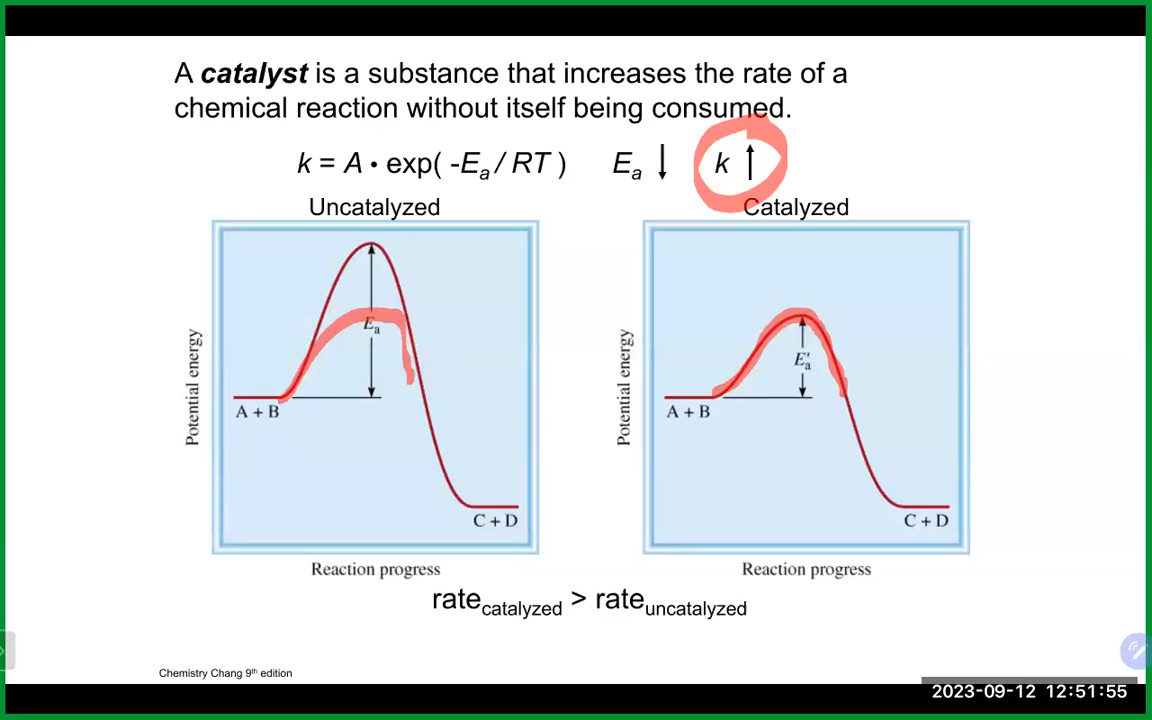 A catalyst is a substance that increases the rate of a
chemical reaction without itself being consumed.
k = A • exp( -Ea / RT ) Ea ↓ k ↑
Uncatalyzed
Catalyzed
Potential energy
Ea
A + B
C + D
Reaction progress
Potential energy
E′a
A + B
C + D
Reaction progress
ratecatalyzed > rateuncatalyzed
Chemistry Chang 9th edition
2023-09-12 12:51:55